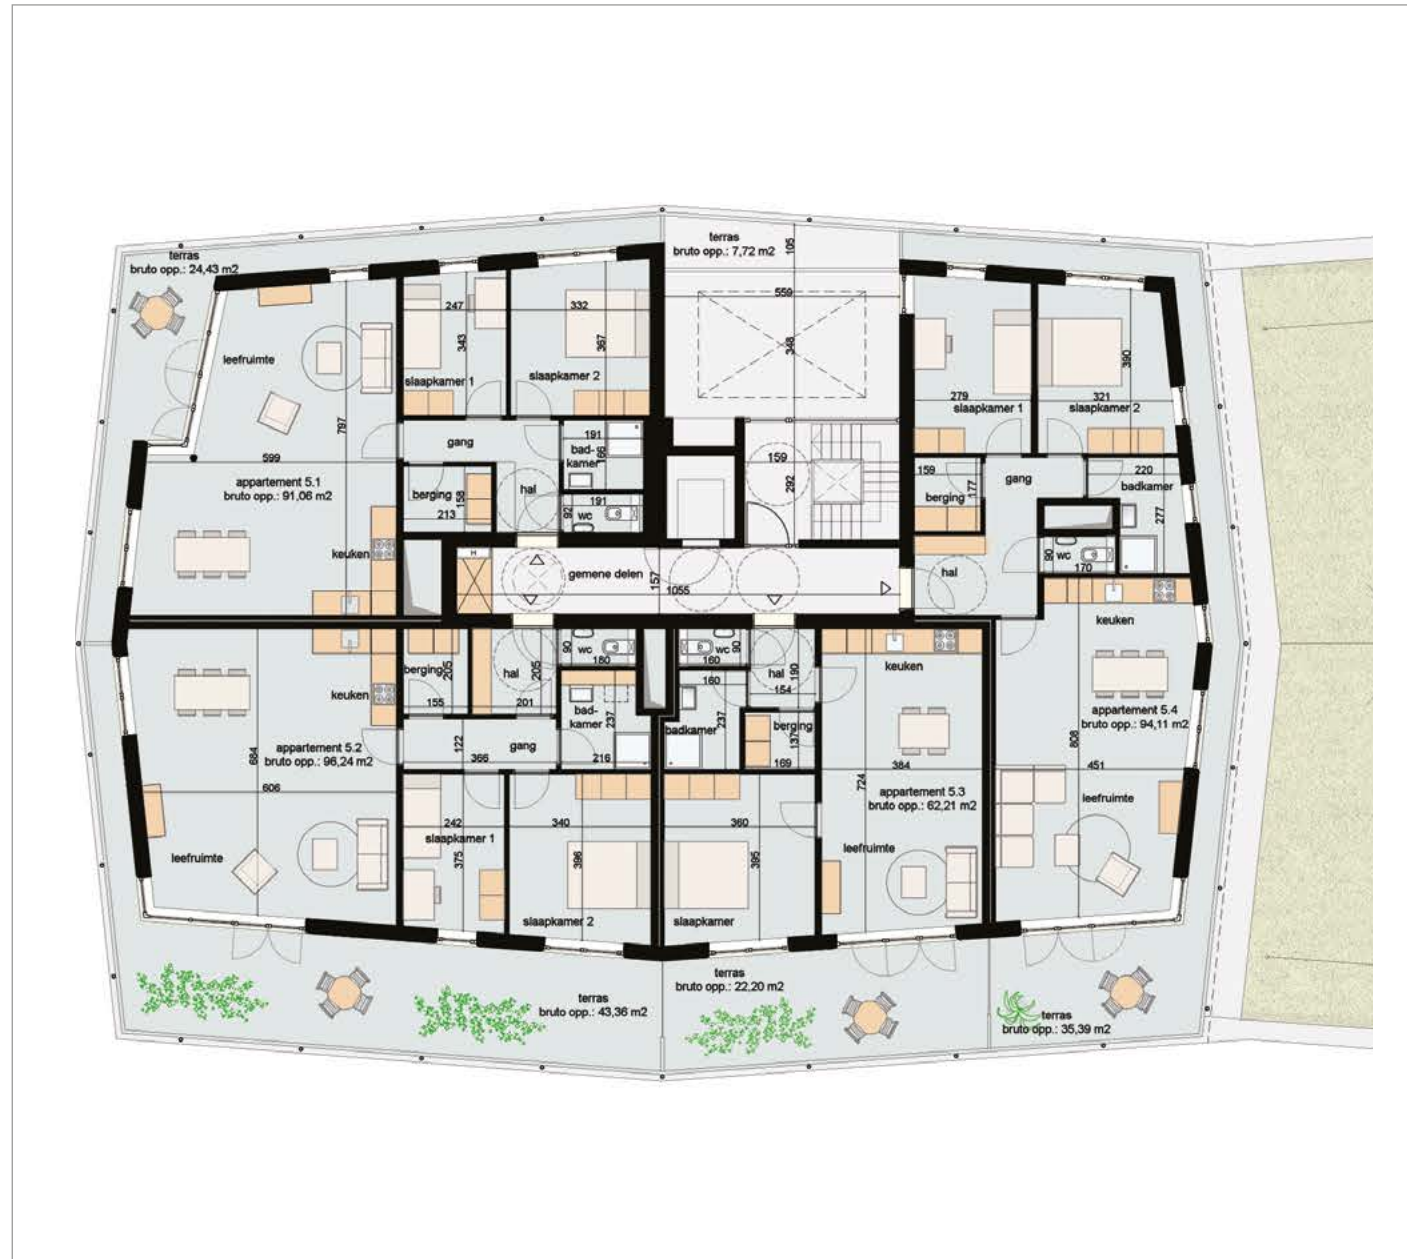 terras
bruto opp.: 24,43 m2
terras
bruto opp.: 7,72 m2
105
559
348
leefruimte
797
599
appartement 5.1
bruto opp.: 91,06 m2
keuken
247
343
slaapkamer 1
332
367
slaapkamer 2
gang
berging
158
213
hal
191
bad-
kamer
166
191
92
wc
159
292
H
gemene delen
157
1055
279
slaapkamer 1
390
321
slaapkamer 2
159
177
berging
gang
220
badkamer
277
90
wc
170
hal
keuken
appartement 5.4
bruto opp.: 94,11 m2
808
451
leefruimte
keuken
appartement 5.2
bruto opp.: 96,24 m2
684
606
leefruimte
berging
205
155
hal
205
201
90
wc
180
bad-
kamer
237
216
122
366
gang
242
slaapkamer 1
375
340
396
slaapkamer 2
wc
90
160
160
237
badkamer
hal
190
154
berging
137
169
360
395
slaapkamer
keuken
724
384
appartement 5.3
bruto opp.: 62,21 m2
leefruimte
terras
bruto opp.: 43,36 m2
terras
bruto opp.: 22,20 m2
terras
bruto opp.: 35,39 m2